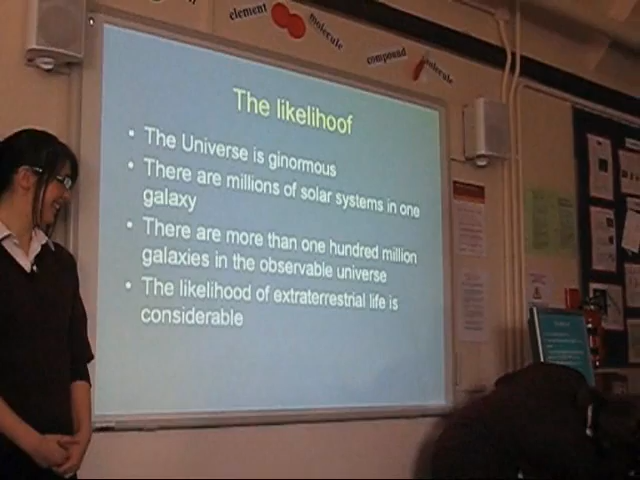 element molecule
compound molecule
The likelihoof
• The Universe is ginormous
• There are millions of solar systems in one
galaxy
• There are more than one hundred million
galaxies in the observable universe
• The likelihood of extraterrestrial life is
considerable